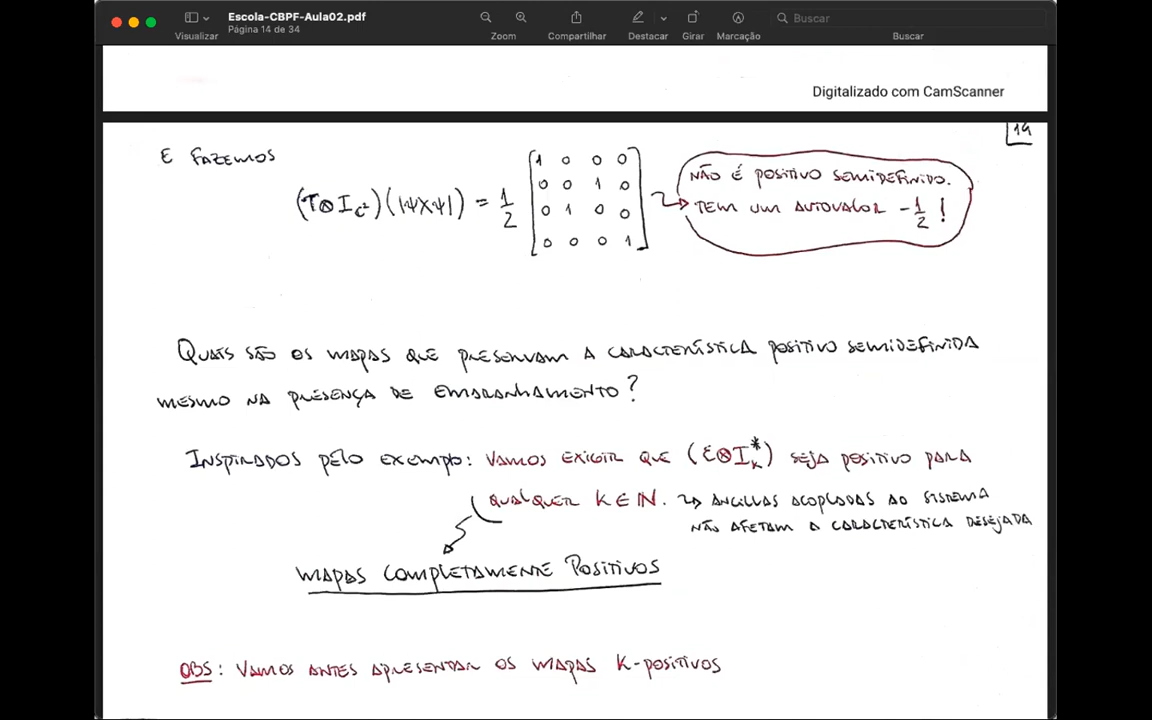 Escola-CBPF-Aula02.pdf
Página 14 de 34
Visualizar
Zoom
Compartilhar
Destacar
Girar
Marcação
Buscar
Buscar
Digitalizado com CamScanner
14
E FAZEMOS
(T⊗I_{C²})(|ψXψ|) = 1/2 [1 0 0 0
0 0 1 0
0 1 0 0
0 0 0 1]
NÃO É POSITIVO SEMIDEFINIDO.
TEM UM AUTOVALOR -1/2 !
QUAIS SÃO OS MAPAS QUE PRESERVAM A CARACTERÍSTICA POSITIVO SEMIDEFINIDA
MESMO NA PRESENÇA DE EMARANHAMENTO?
INSPIRADOS PELO EXEMPLO: VAMOS EXIGIR QUE (Ɛ⊗I*_K) SEJA POSITIVO PARA
QUALQUER K ∈ IN. ↝ ANCILLAS ACOPLADAS AO SISTEMA
NÃO AFETAM A CARACTERÍSTICA DESEJADA
MAPAS COMPLETAMENTE POSITIVOS
OBS: VAMOS ANTES APRESENTAR OS MAPAS K-POSITIVOS